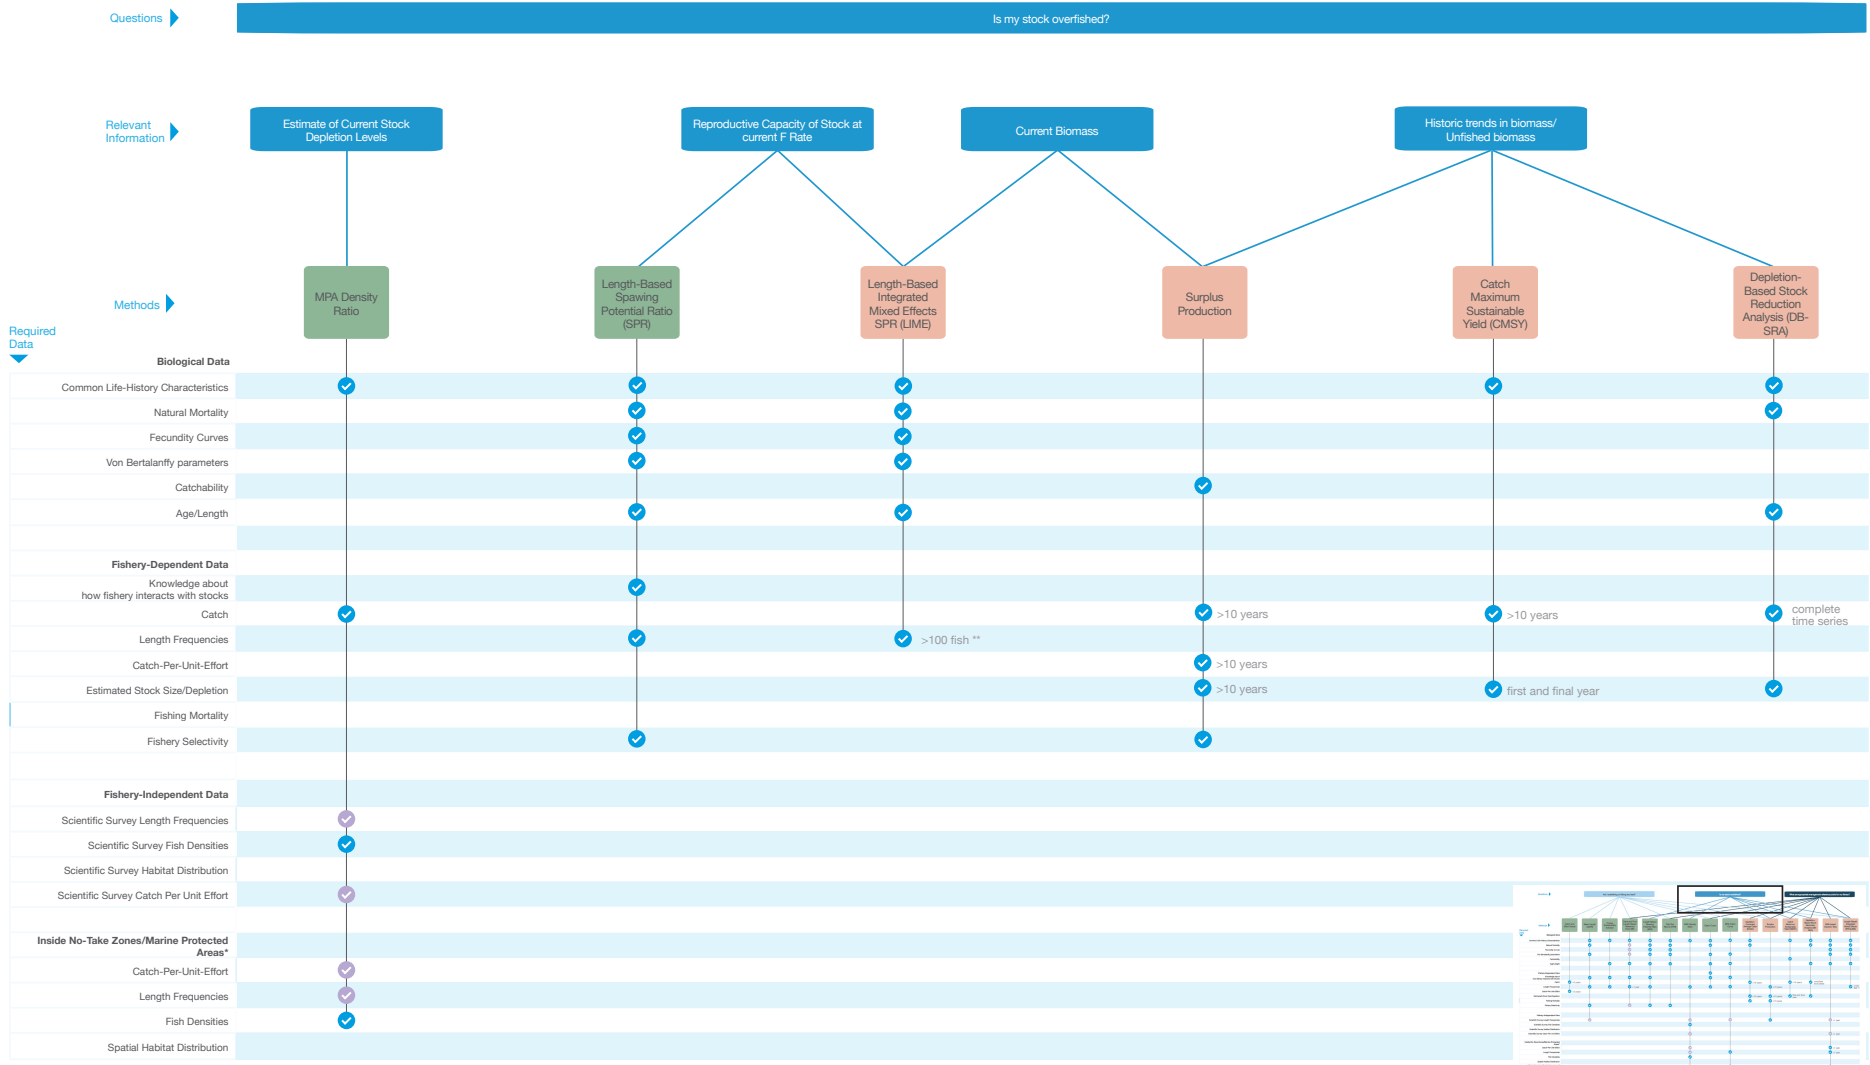 Questions
Is my stock overfished?
Relevant
Information
Estimate of Current Stock
Depletion Levels
Reproductive Capacity of Stock at
current F Rate
Current Biomass
Historic trends in biomass/
Unfished biomass
Methods
MPA Density
Ratio
Length-Based
Spawing
Potential Ratio
(SPR)
Length-Based
Integrated
Mixed Effects
SPR (LIME)
Surplus
Production
Catch
Maximum
Sustainable
Yield (CMSY)
Depletion-
Based Stock
Reduction
Analysis (DB-
SRA)
Required
Data
Biological Data
Common Life-History Characteristics
Natural Mortality
Fecundity Curves
Von Bertalanffy parameters
Catchability
Age/Length
Fishery-Dependent Data
Knowledge about
how fishery interacts with stocks
Catch
>10 years
>10 years
complete
time series
Length Frequencies
>100 fish **
Catch-Per-Unit-Effort
>10 years
Estimated Stock Size/Depletion
>10 years
first and final year
Fishing Mortality
Fishery Selectivity
Fishery-Independent Data
Scientific Survey Length Frequencies
Scientific Survey Fish Densities
Scientific Survey Habitat Distribution
Scientific Survey Catch Per Unit Effort
Inside No-Take Zones/Marine Protected
Areas*
Catch-Per-Unit-Effort
Length Frequencies
Fish Densities
Spatial Habitat Distribution